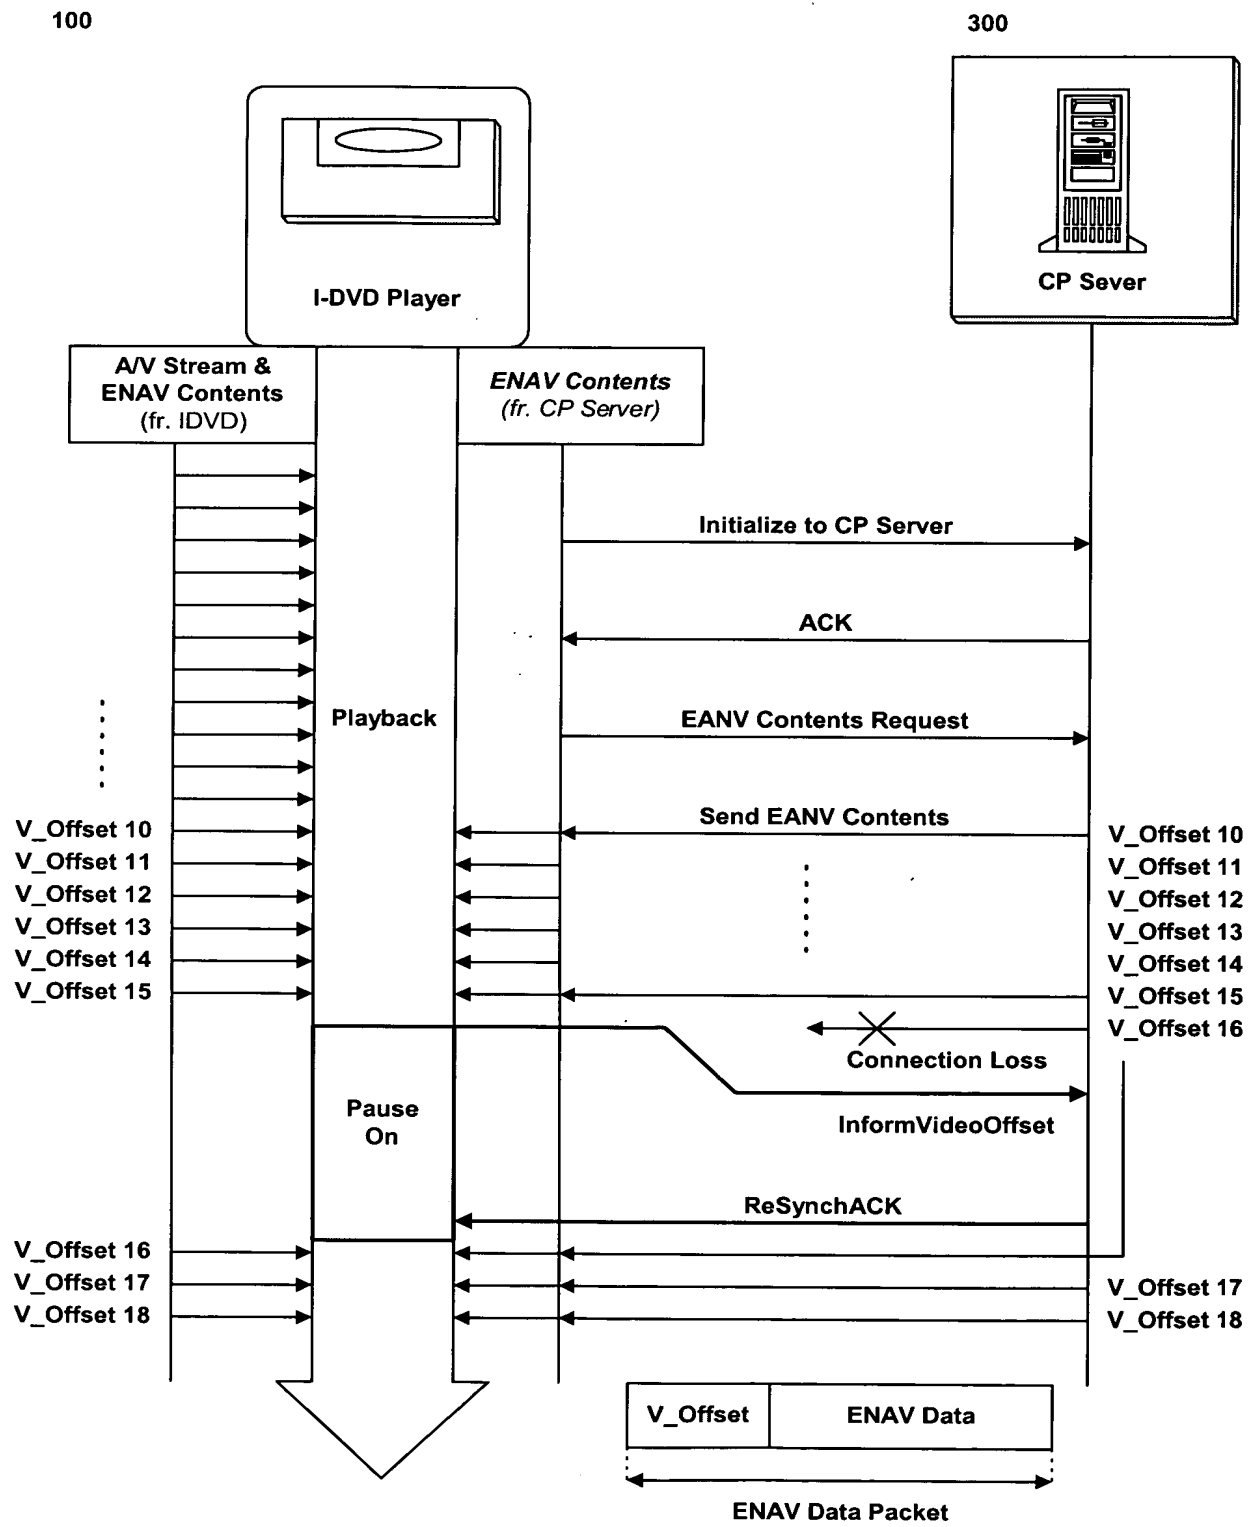 100
300
I-DVD Player
CP Sever
A/V Stream &
ENAV Contents
(fr. IDVD)
ENAV Contents
(fr. CP Server)
Initialize to CP Server
ACK
Playback
EANV Contents Request
Send EANV Contents
V_Offset 10
V_Offset 11
V_Offset 12
V_Offset 13
V_Offset 14
V_Offset 15
V_Offset 10
V_Offset 11
V_Offset 12
V_Offset 13
V_Offset 14
V_Offset 15
V_Offset 16
Connection Loss
Pause
On
InformVideoOffset
ReSynchACK
V_Offset 16
V_Offset 17
V_Offset 18
V_Offset 17
V_Offset 18
V_Offset
ENAV Data
ENAV Data Packet